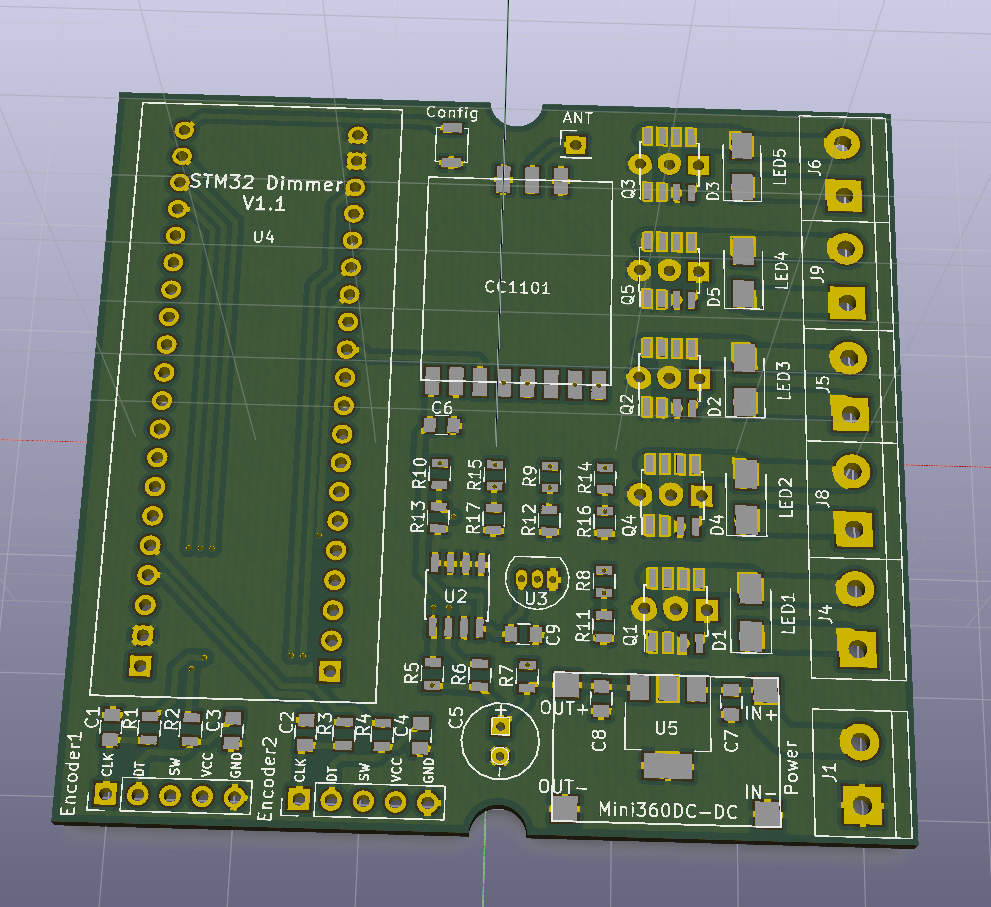 Config
ANT
STM32 Dimmer
V1.1
U4
CC1101
Q3
D3
LED5
J6
Q5
D5
LED4
J9
Q2
D2
LED3
J5
C6
R10
R15
R9
R14
Q4
D4
LED2
J8
R13
R17
R12
R16
U2
U3
R8
R11
C9
Q1
D1
LED1
J4
R5
R6
R7
C5
+
-
OUT+
C8
U5
C7
IN+
OUT-
IN-
Mini360DC-DC
Power
J1
C1
R1
R2
C3
Encoder1
CLK
DT
SW
VCC
GND
C2
R3
R4
C4
Encoder2
CLK
DT
SW
VCC
GND